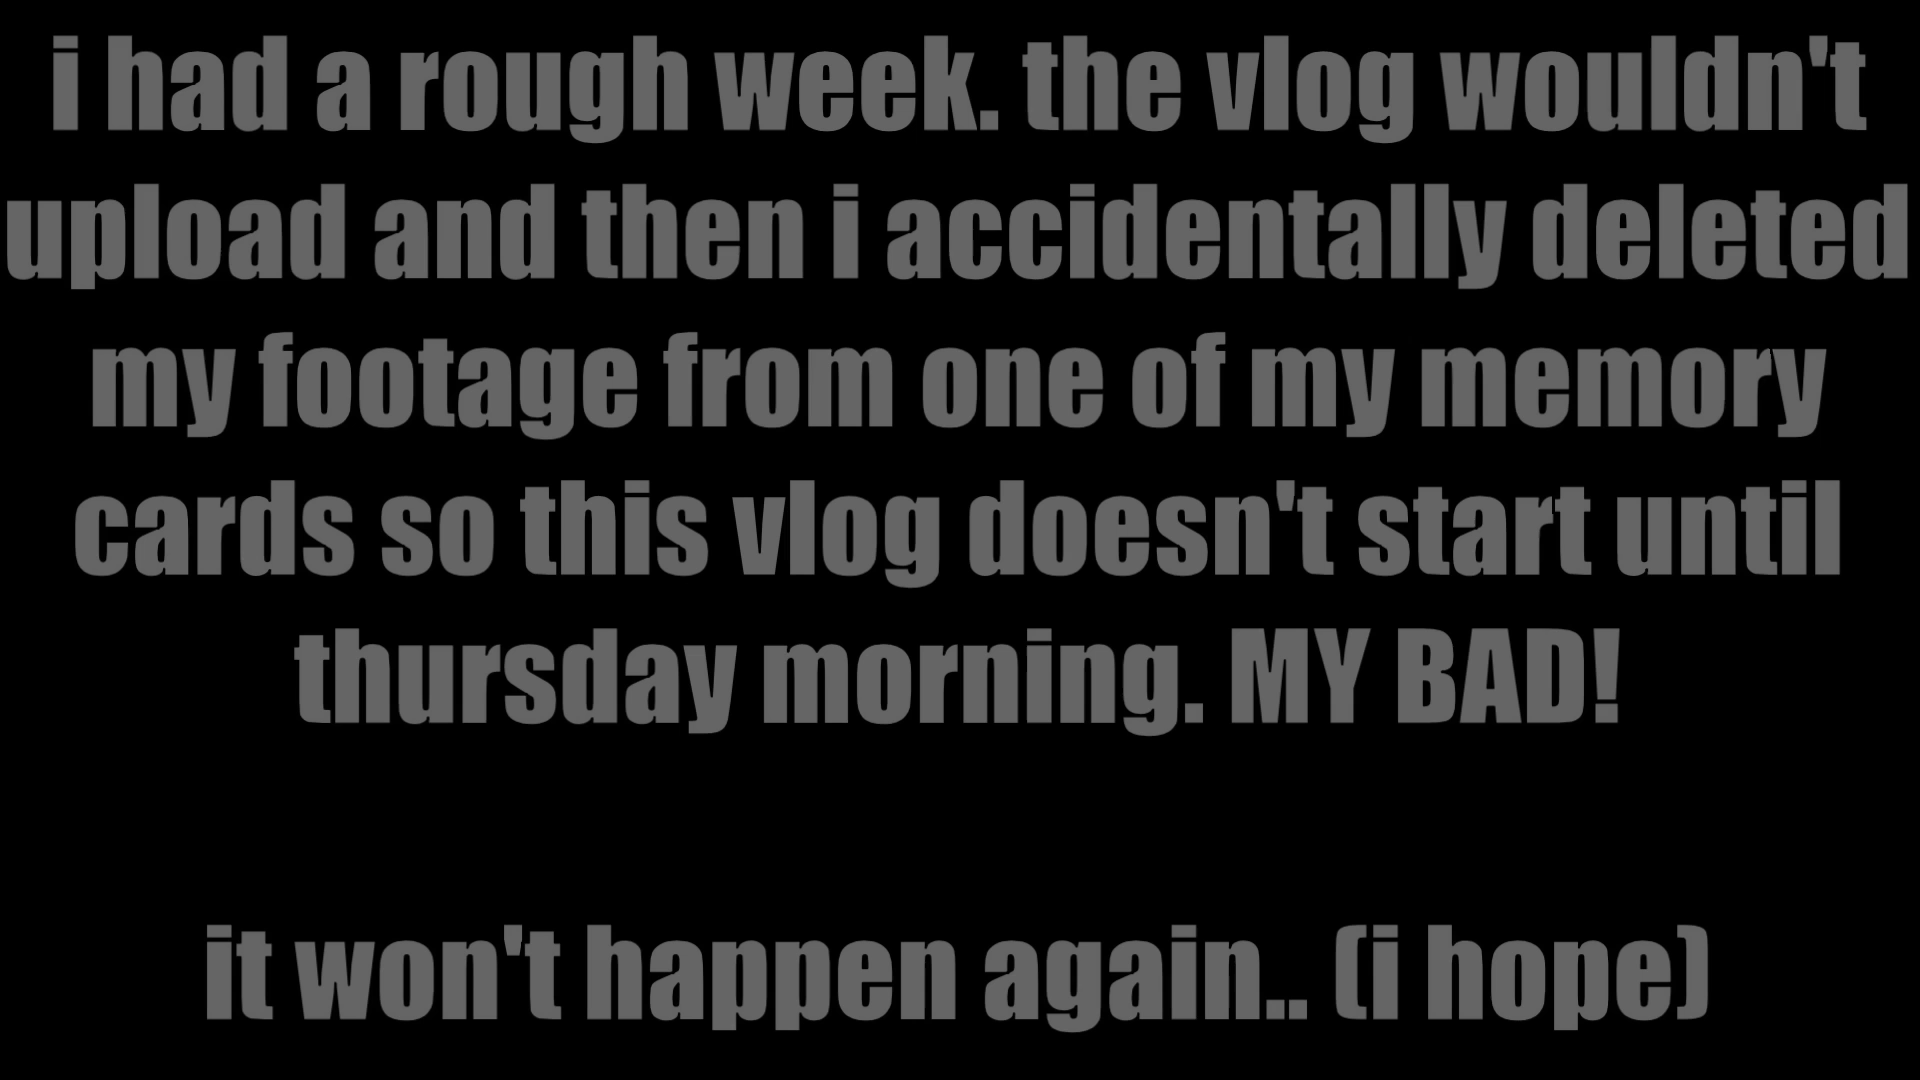 i had a rough week. the vlog wouldn't
upload and then i accidentally deleted
my footage from one of my memory
cards so this vlog doesn't start until
thursday morning. MY BAD!
it won't happen again.. (i hope)